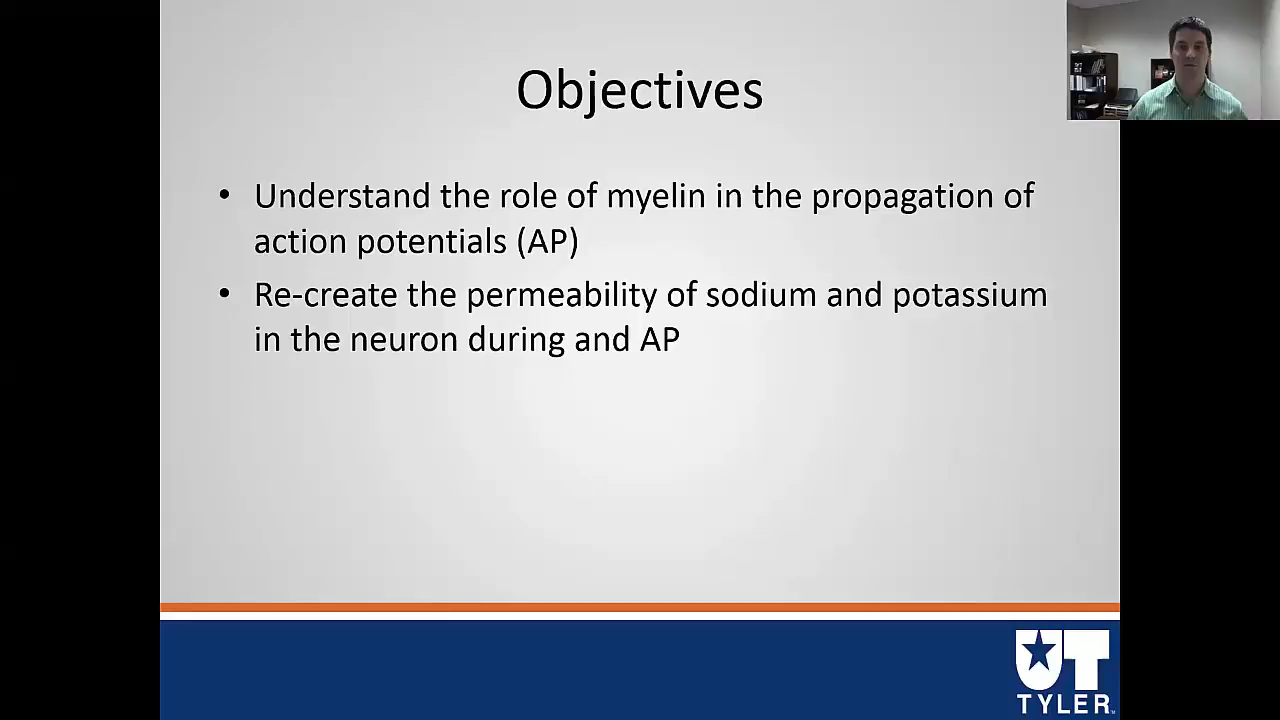 Objectives
• Understand the role of myelin in the propagation of
action potentials (AP)
• Re-create the permeability of sodium and potassium
in the neuron during and AP
UT
TYLER